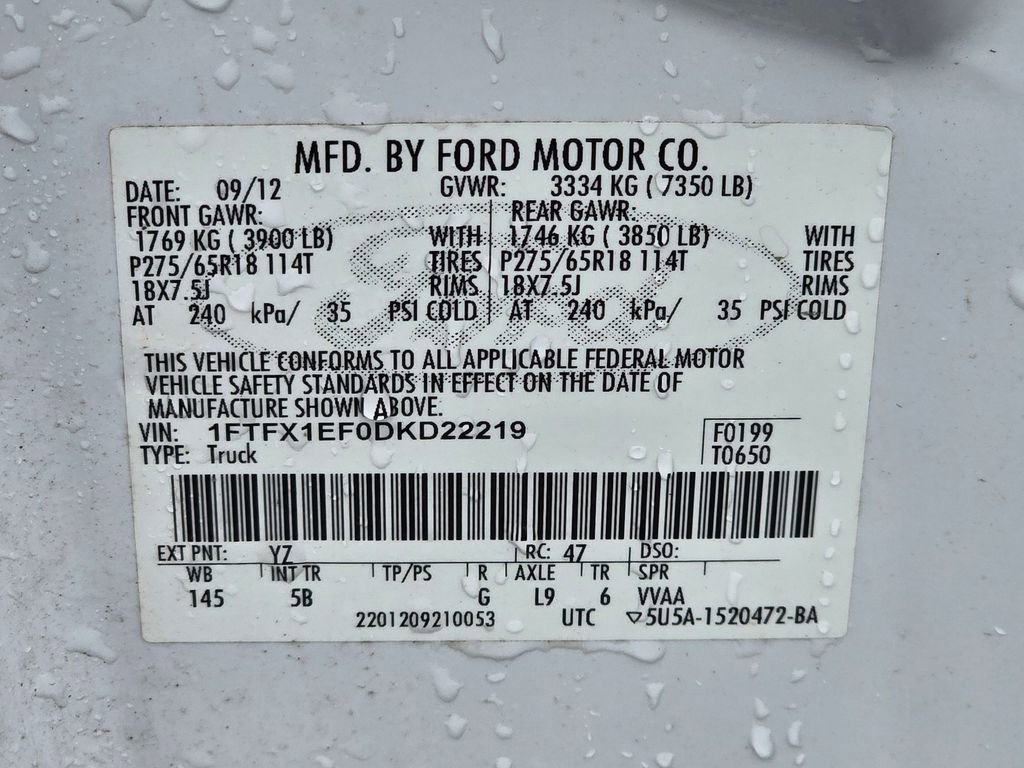 MFD. BY FORD MOTOR CO.
DATE: 09/12 GVWR: 3334 KG ( 7350 LB)
FRONT GAWR: REAR GAWR:
1769 KG ( 3900 LB) WITH 1746 KG ( 3850 LB) WITH
P275/65R18 114T TIRES P275/65R18 114T TIRES
18X7.5J RIMS 18X7.5J RIMS
AT 240 kPa/ 35 PSI COLD AT 240 kPa/ 35 PSI COLD
Ford
THIS VEHICLE CONFORMS TO ALL APPLICABLE FEDERAL MOTOR
VEHICLE SAFETY STANDARDS IN EFFECT ON THE DATE OF
MANUFACTURE SHOWN ABOVE.
VIN: 1FTFX1EF0DKD22219 F0199
TYPE: Truck T0650
EXT PNT: YZ RC: 47 DSO:
WB INT TR TP/PS R AXLE TR SPR
145 5B G L9 6 VVAA
2201209210053 UTC ▽5U5A-1520472-BA